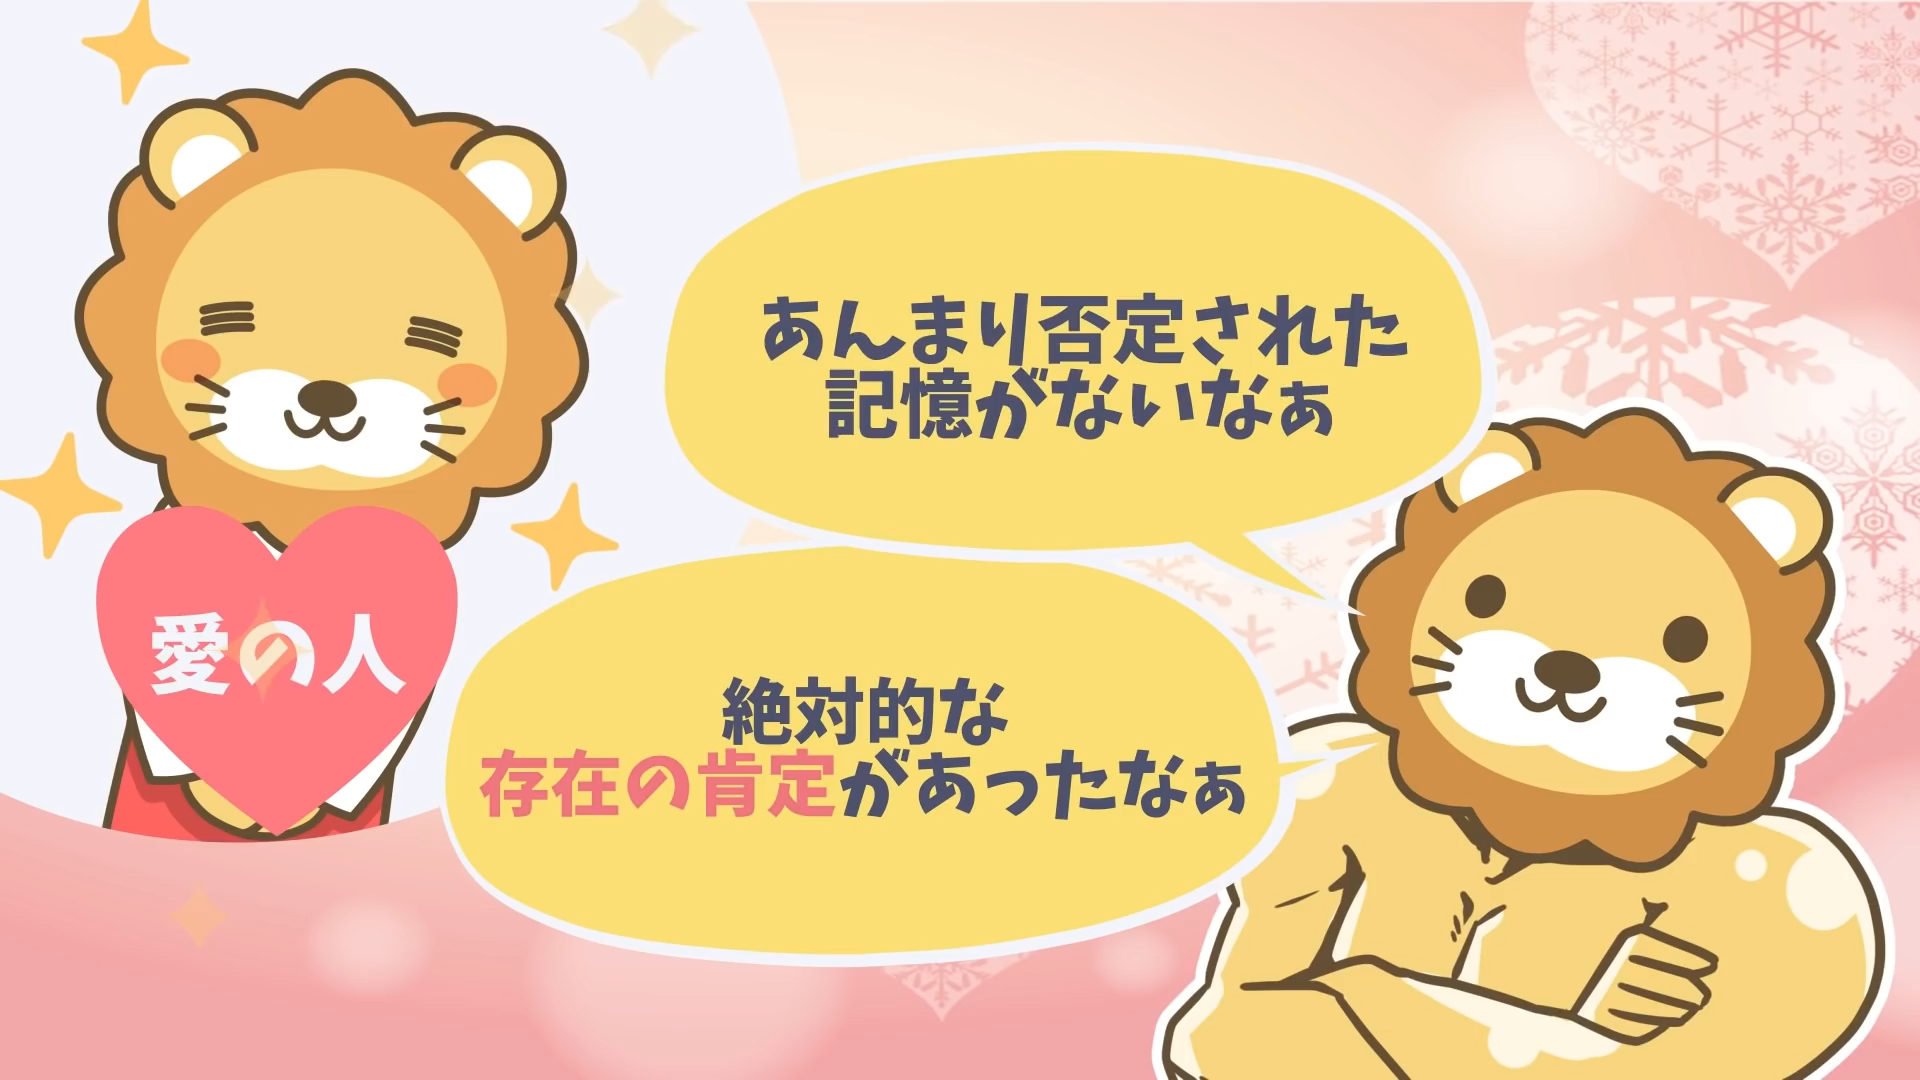 あんまり否定された
記憶がないなぁ
愛の人
絶対的な
存在の肯定があったなぁ